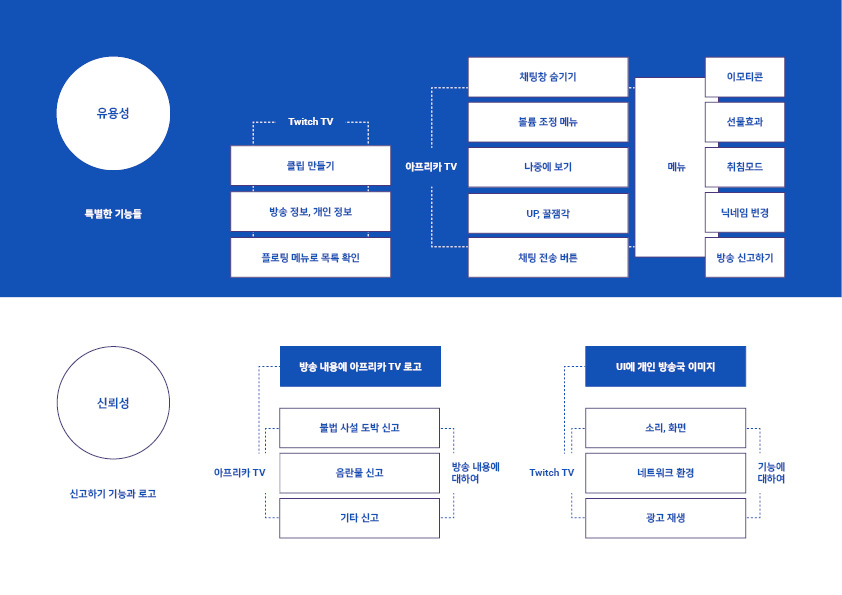 유용성
특별한 기능들
Twitch TV
클립 만들기
방송 정보, 개인 정보
플로팅 메뉴로 목록 확인
아프리카 TV
채팅창 숨기기
볼륨 조정 메뉴
나중에 보기
UP, 꿀잼각
채팅 전송 버튼
메뉴
이모티콘
선물효과
취침모드
닉네임 변경
방송 신고하기
신뢰성
신고하기 기능과 로고
방송 내용에 아프리카 TV 로고
아프리카 TV
불법 사설 도박 신고
음란물 신고
기타 신고
방송 내용에
대하여
UI에 개인 방송국 이미지
Twitch TV
소리, 화면
네트워크 환경
광고 재생
기능에
대하여